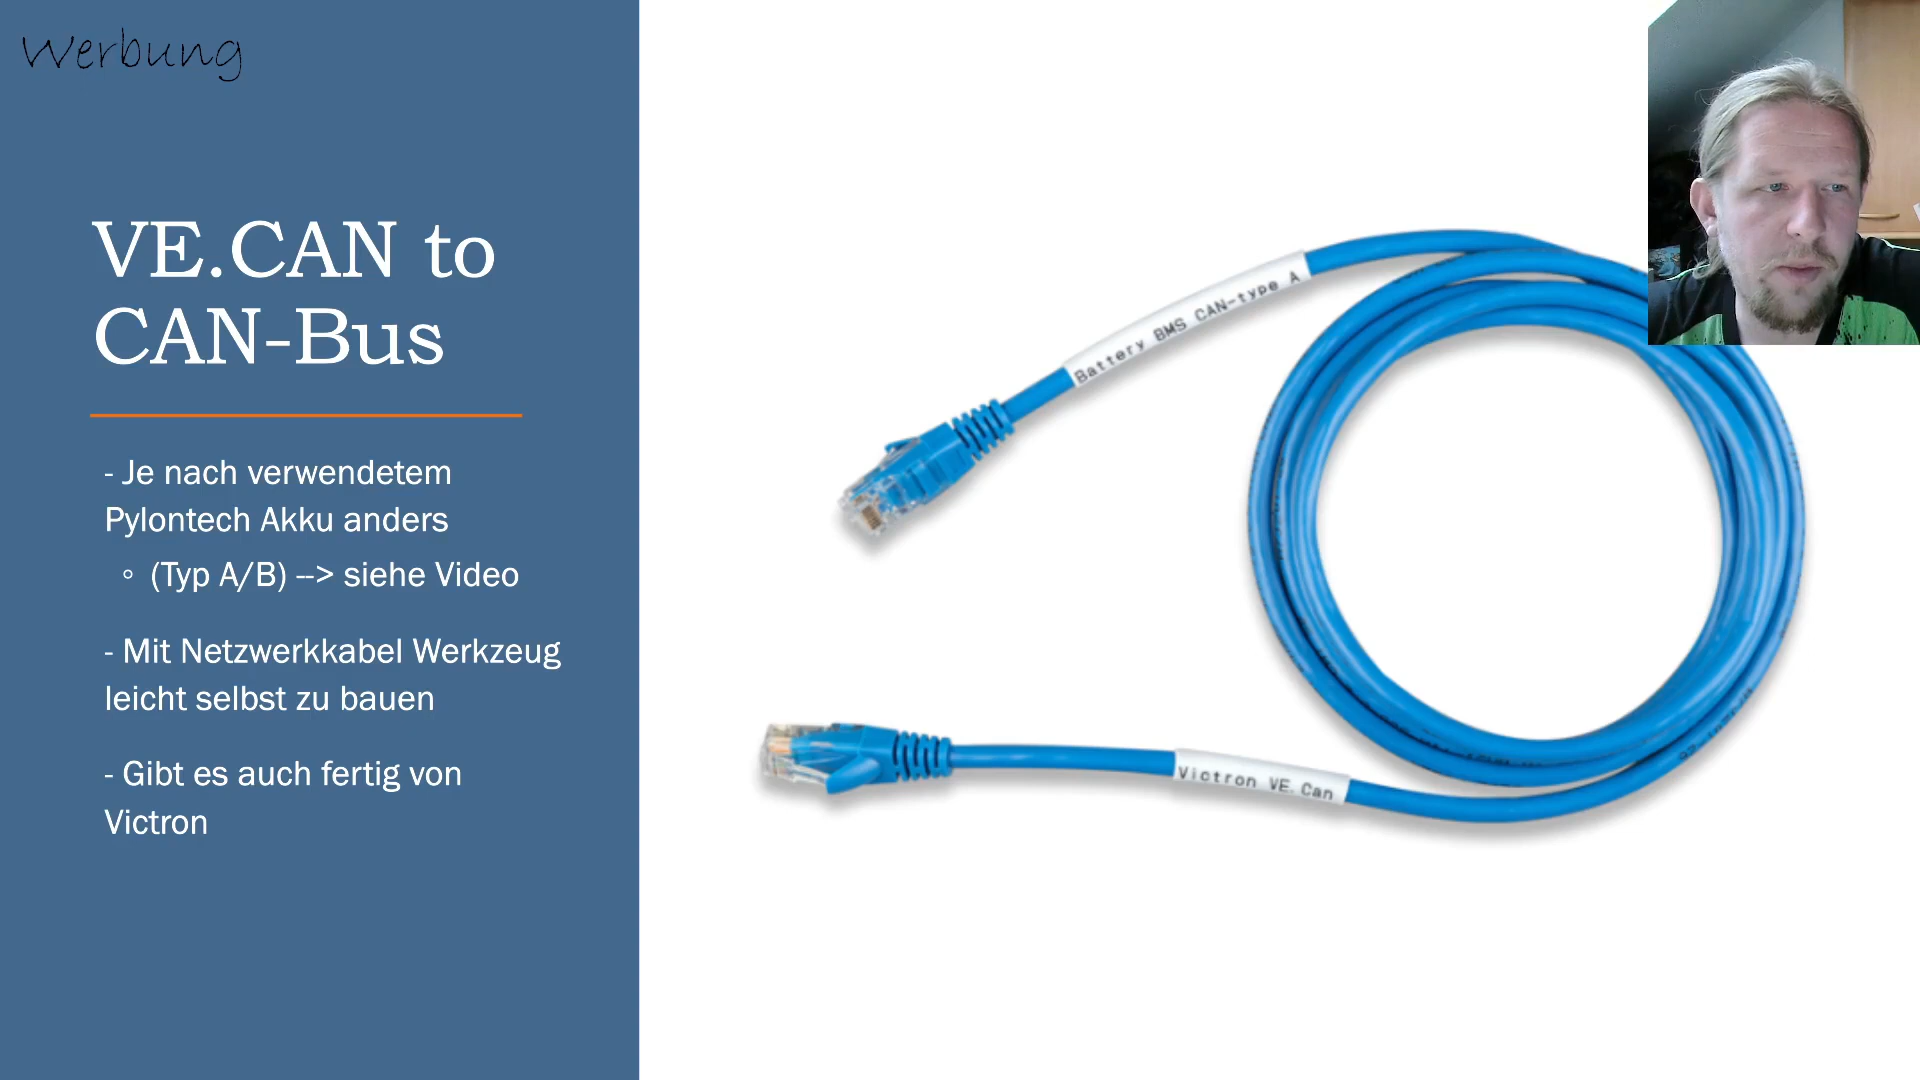 Werbung
VE.CAN to
CAN-Bus
- Je nach verwendetem
Pylontech Akku anders
◦ (Typ A/B) --> siehe Video
- Mit Netzwerkkabel Werkzeug
leicht selbst zu bauen
- Gibt es auch fertig von
Victron
Battery BMS CAN-type A
Victron VE.Can